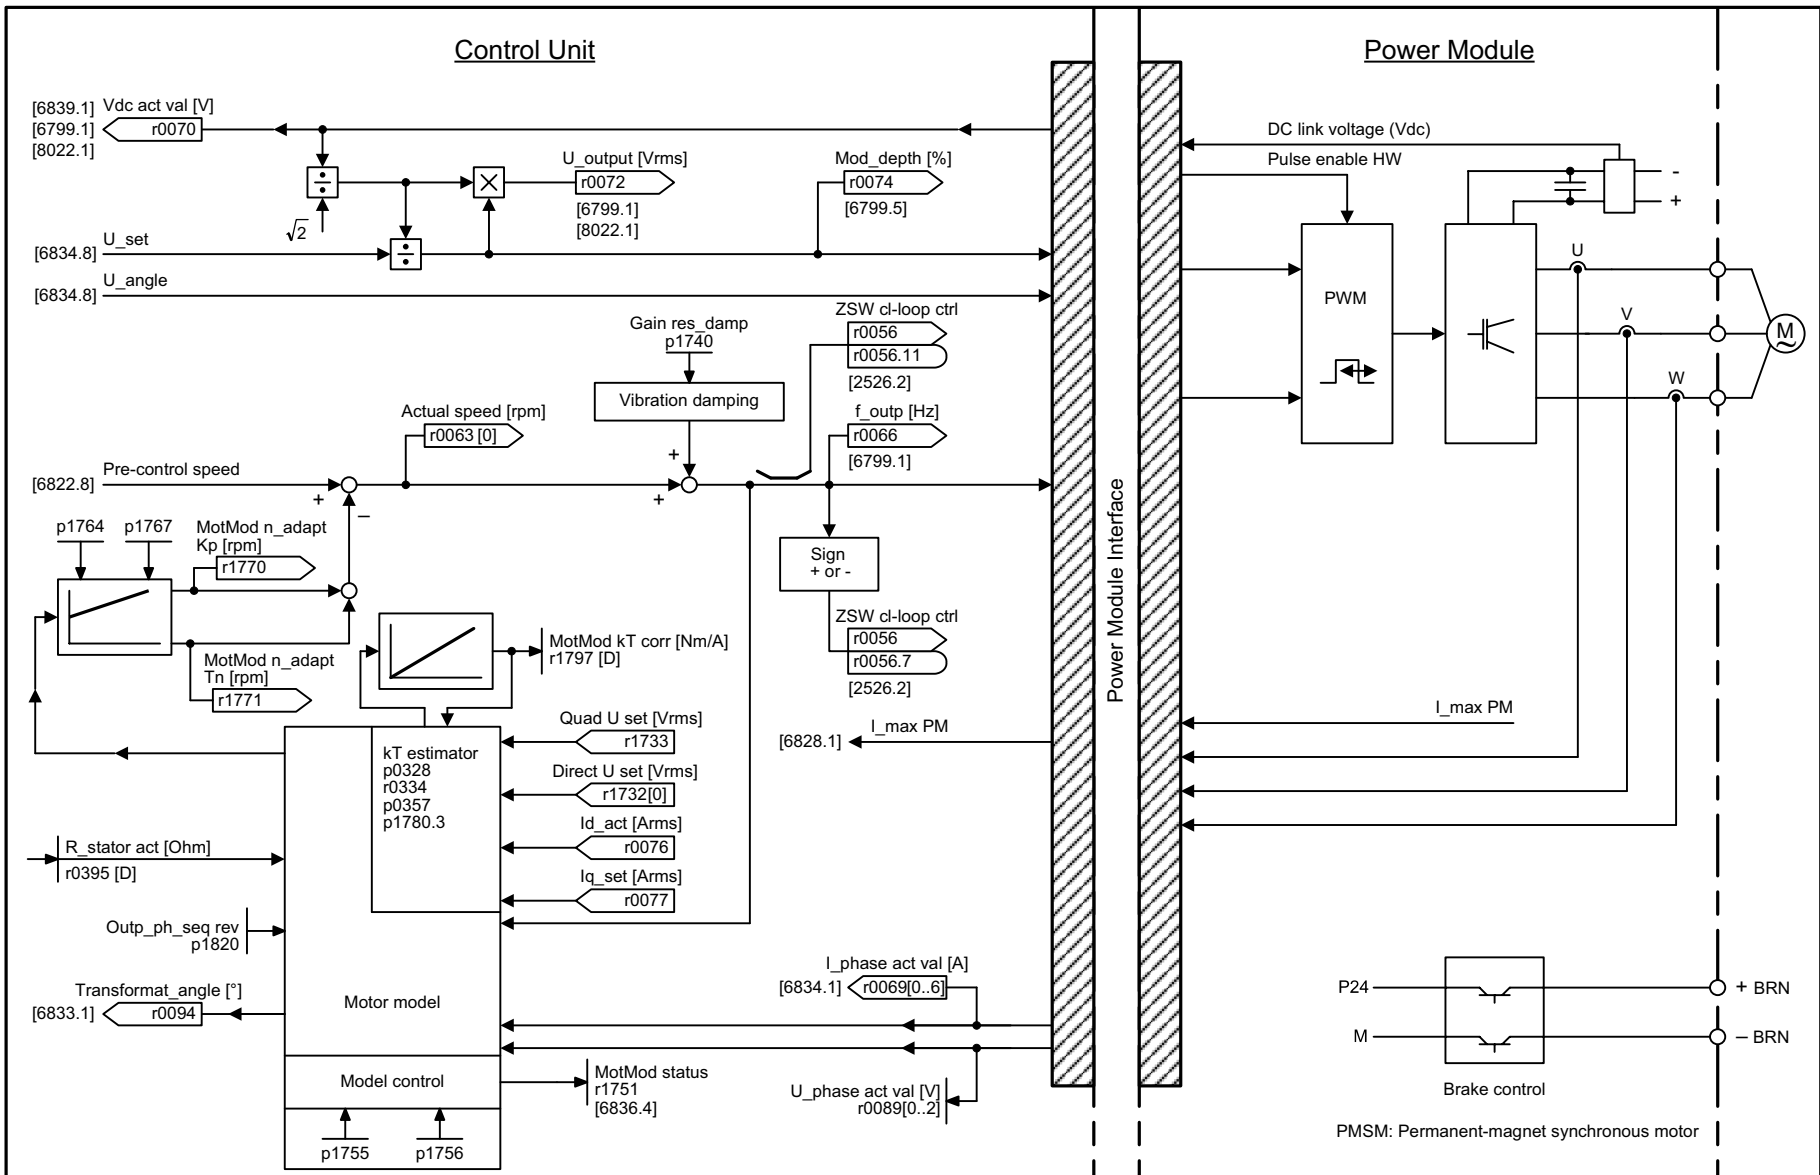 Control Unit
Power Module
[6839.1]
[6799.1]
[8022.1]
Vdc act val [V]
r0070
U_output [Vrms]
r0072
[6799.1]
[8022.1]
Mod_depth [%]
r0074
[6799.5]
÷
√2
×
÷
[6834.8]
U_set
[6834.8]
U_angle
DC link voltage (Vdc)
Pulse enable HW
-
+
PWM
U
V
W
M
~
Gain res_damp
p1740
Vibration damping
ZSW cl-loop ctrl
r0056
r0056.11
[2526.2]
Actual speed [rpm]
r0063 [0]
f_outp [Hz]
r0066
[6799.1]
[6822.8]
Pre-control speed
+
–
+
+
p1764
p1767
MotMod n_adapt
Kp [rpm]
r1770
MotMod n_adapt
Tn [rpm]
r1771
Sign
+ or -
ZSW cl-loop ctrl
r0056
r0056.7
[2526.2]
MotMod kT corr [Nm/A]
r1797 [D]
Power Module Interface
kT estimator
p0328
r0334
p0357
p1780.3
Quad U set [Vrms]
r1733
Direct U set [Vrms]
r1732[0]
Id_act [Arms]
r0076
Iq_set [Arms]
r0077
[6828.1]
I_max PM
I_max PM
R_stator act [Ohm]
r0395 [D]
Outp_ph_seq rev
p1820
Transformat_angle [°]
[6833.1]
r0094
Motor model
I_phase act val [A]
[6834.1]
r0069[0..6]
Model control
MotMod status
r1751
[6836.4]
U_phase act val [V]
r0089[0..2]
p1755
p1756
P24
M
+ BRN
– BRN
Brake control
PMSM: Permanent-magnet synchronous motor